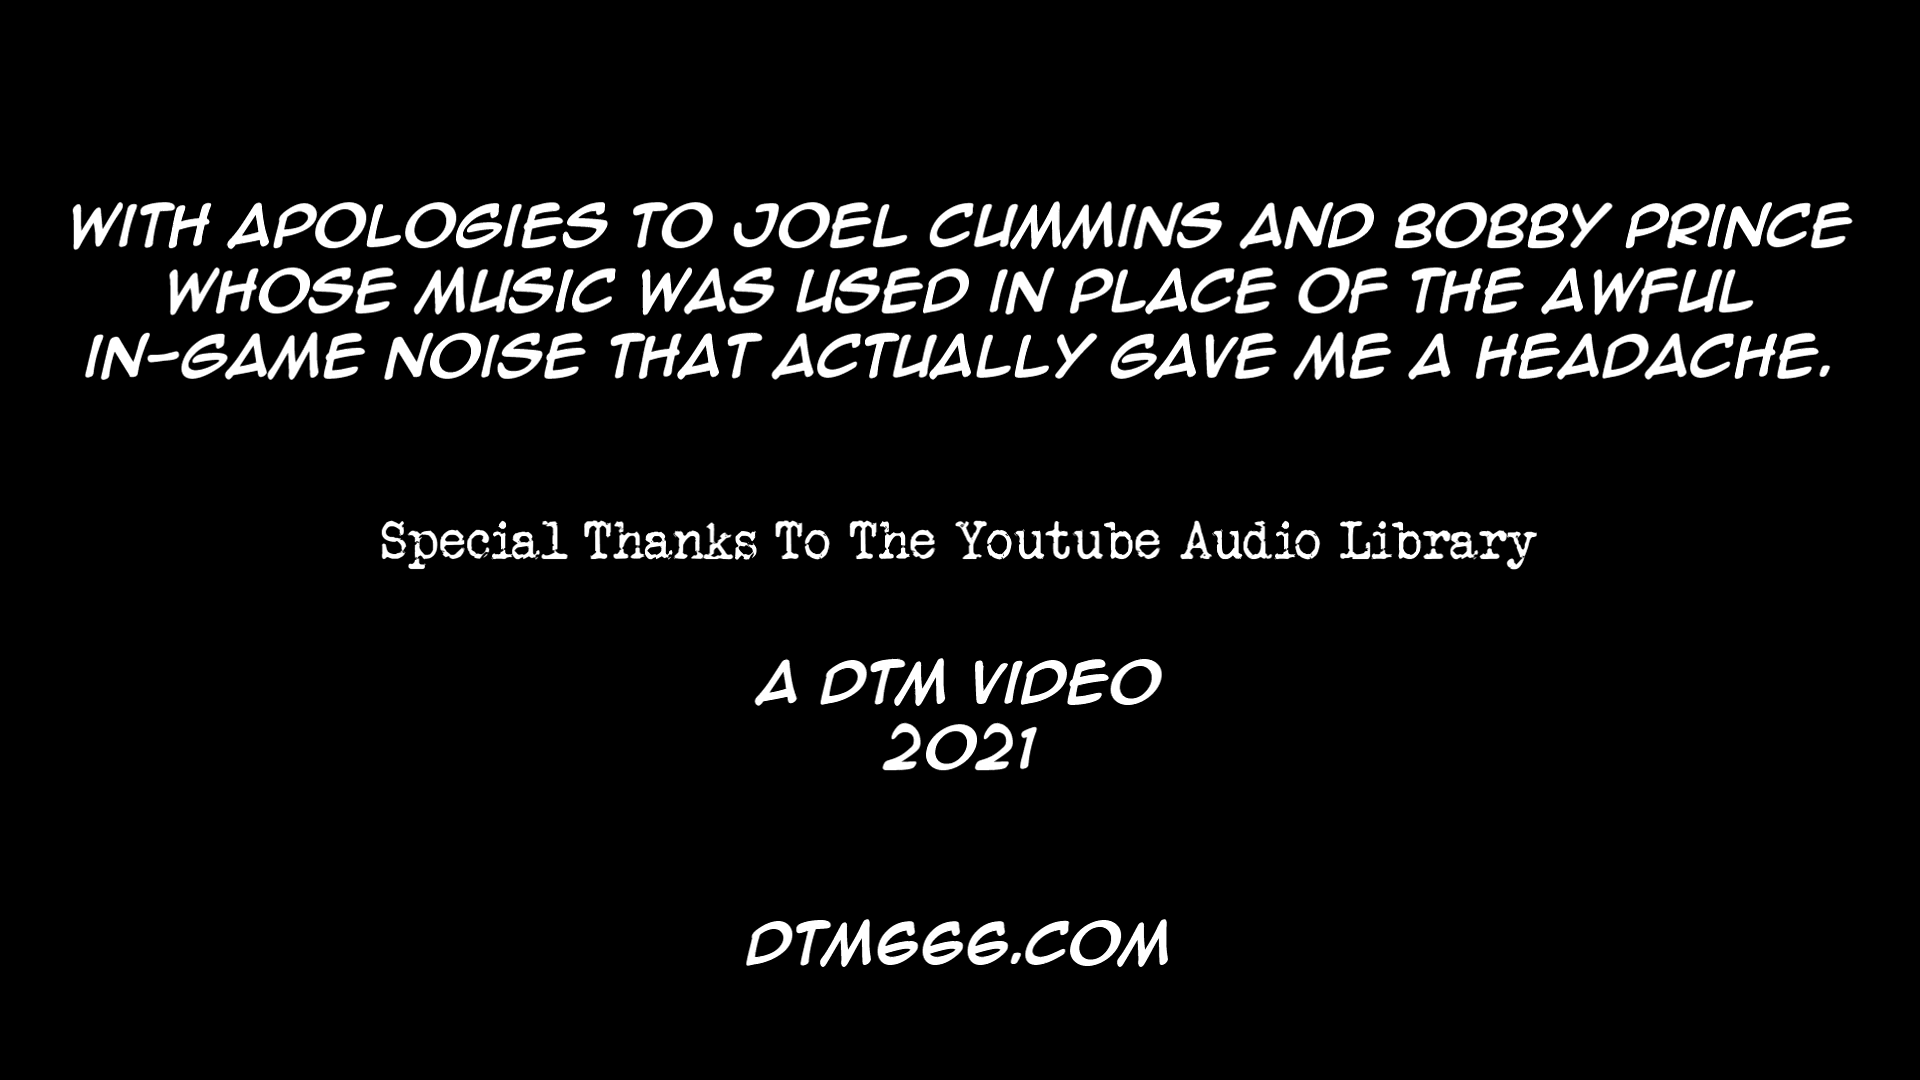 WITH APOLOGIES TO JOEL CUMMINS AND BOBBY PRINCE
WHOSE MUSIC WAS USED IN PLACE OF THE AWFUL
IN-GAME NOISE THAT ACTUALLY GAVE ME A HEADACHE.
Special Thanks To The Youtube Audio Library
A DTM VIDEO
2021
DTM666.COM